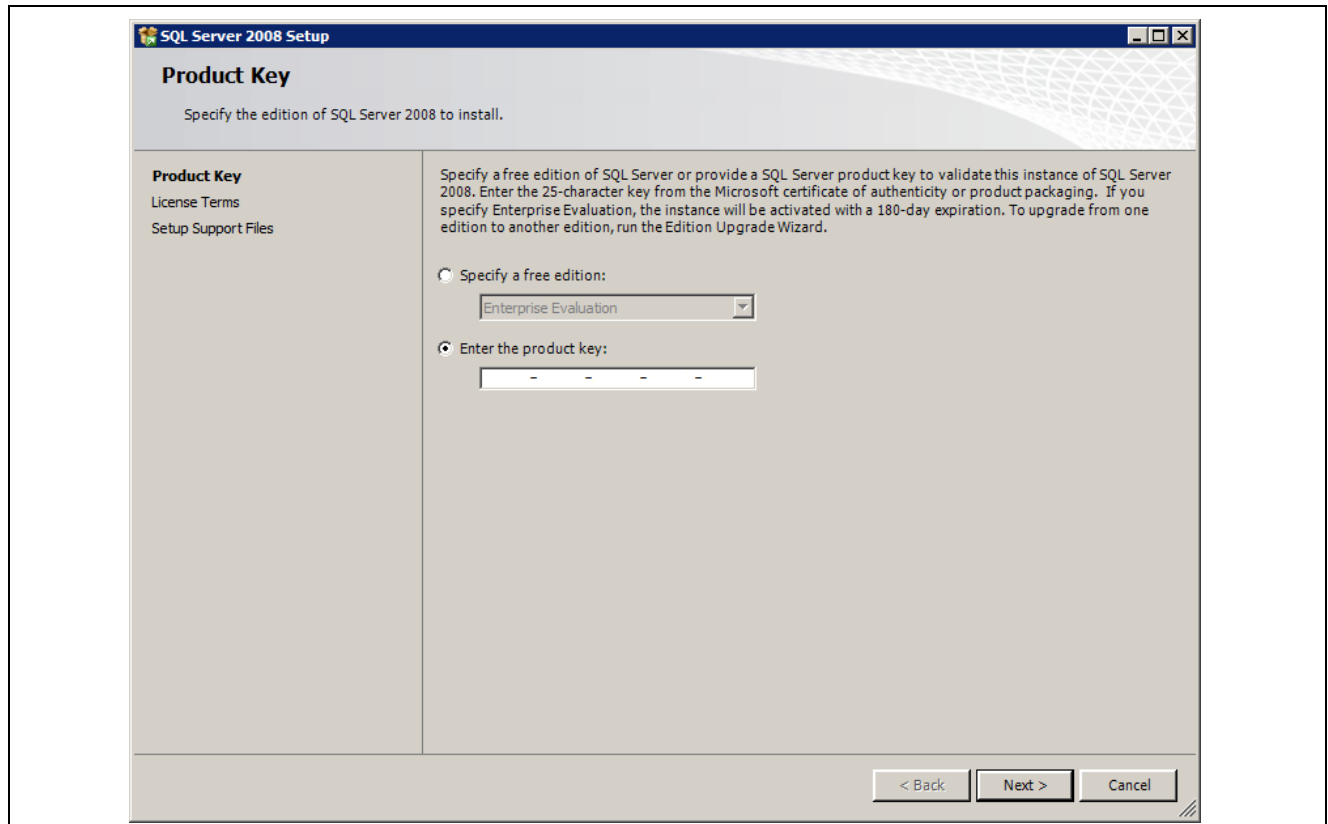 SQL Server 2008 Setup
Product Key
Specify the edition of SQL Server 2008 to install.
Product Key
License Terms
Setup Support Files
Specify a free edition of SQL Server or provide a SQL Server product key to validate this instance of SQL Server
2008. Enter the 25-character key from the Microsoft certificate of authenticity or product packaging. If you
specify Enterprise Evaluation, the instance will be activated with a 180-day expiration. To upgrade from one
edition to another edition, run the Edition Upgrade Wizard.
Specify a free edition:
Enterprise Evaluation
Enter the product key:
- - - -
< Back Next > Cancel